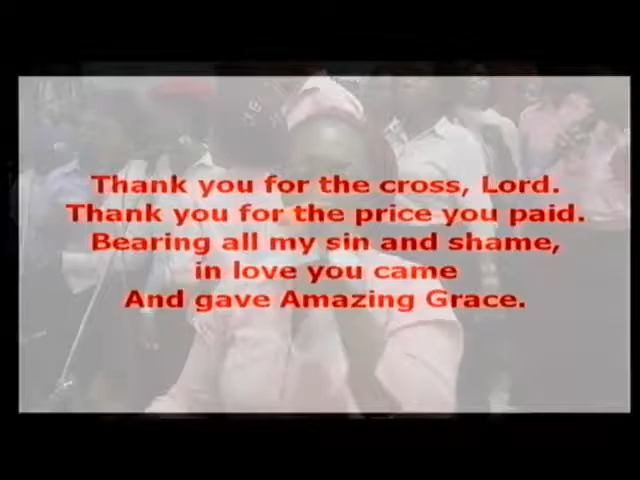 Thank you for the cross, Lord.
Thank you for the price you paid.
Bearing all my sin and shame,
in love you came
And gave Amazing Grace.